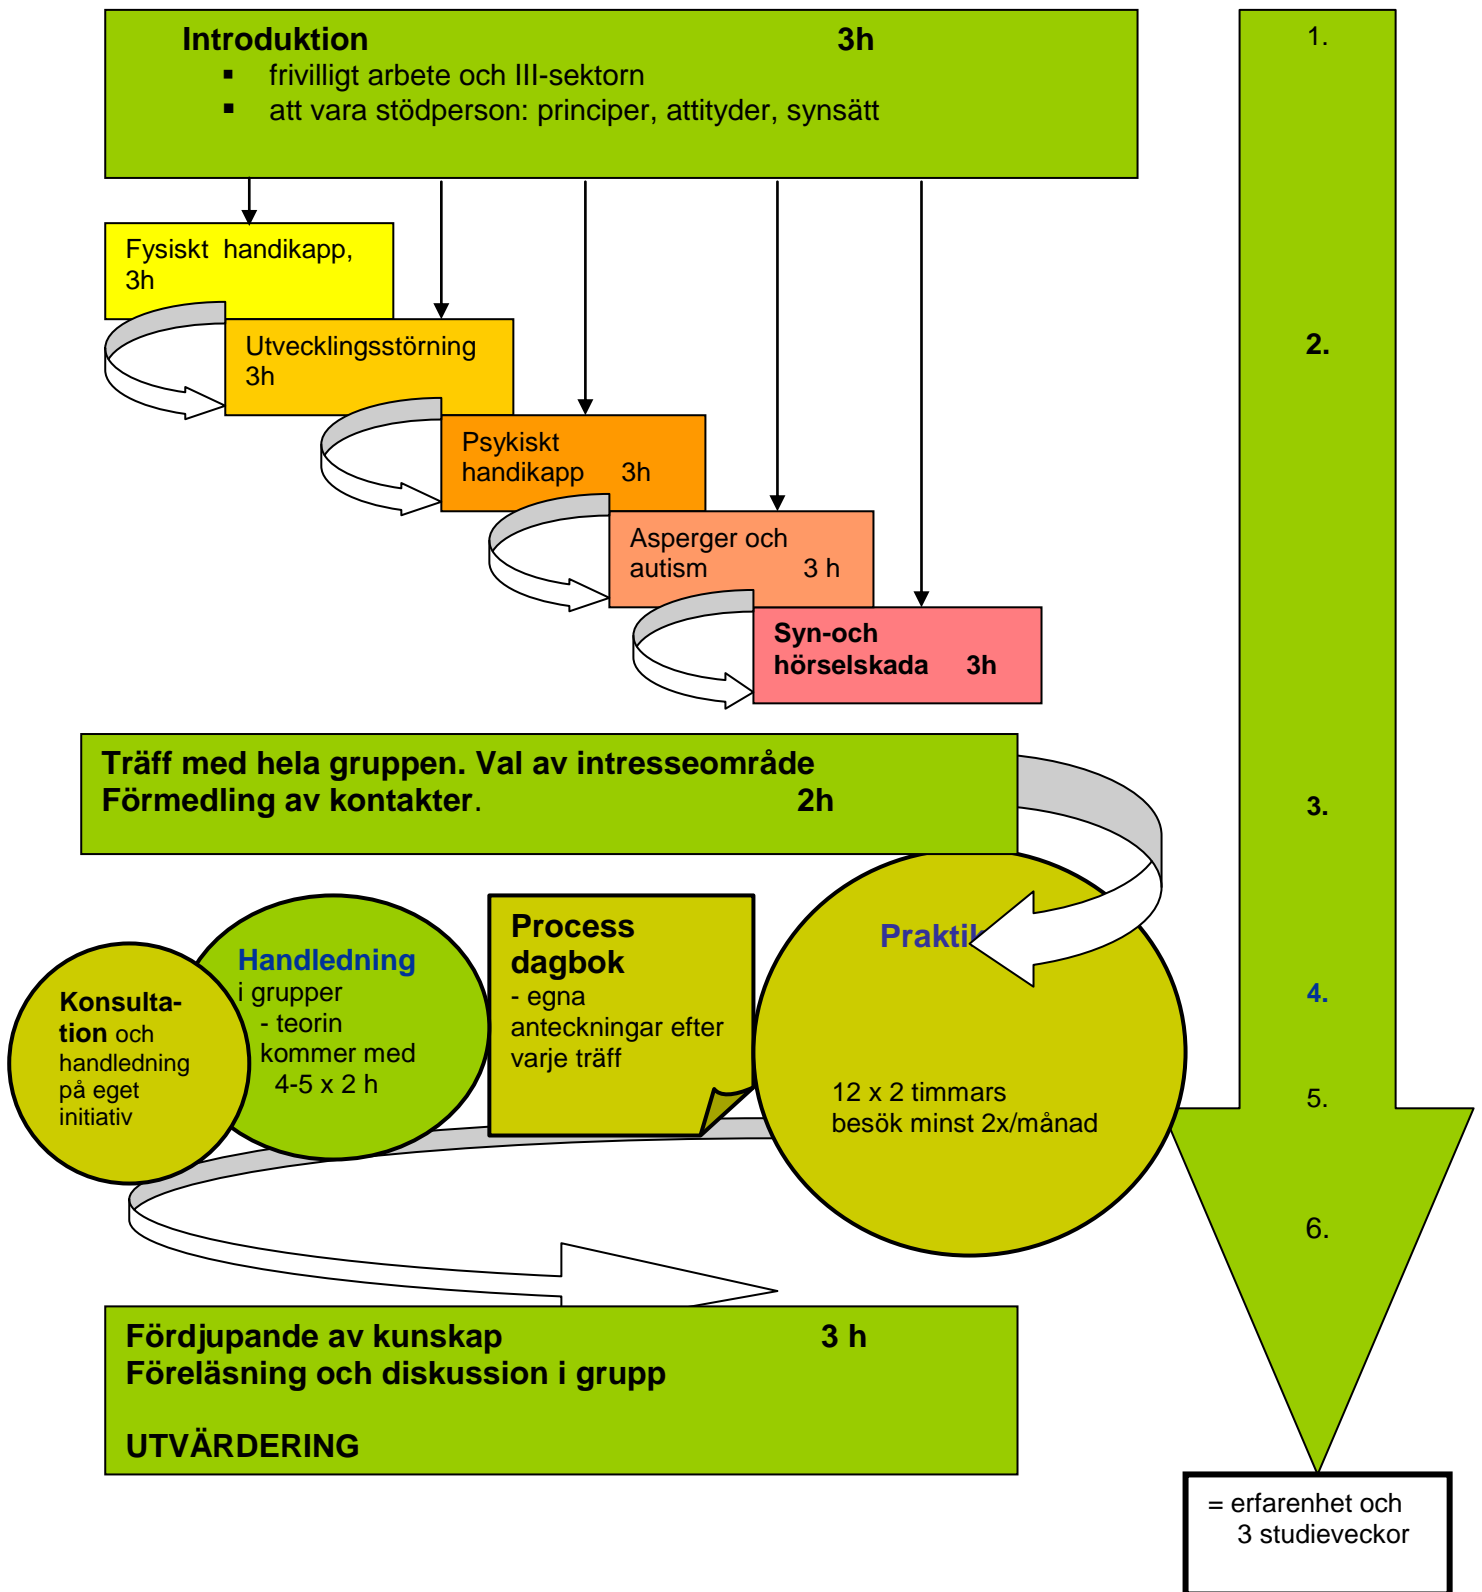 Introduktion 3h
▪ frivilligt arbete och III-sektorn
▪ att vara stödperson: principer, attityder, synsätt
1.
Fysiskt handikapp,
3h
Utvecklingsstörning
3h
2.
Psykiskt
handikapp 3h
Asperger och
autism 3 h
Syn-och
hörselskada 3h
Träff med hela gruppen. Val av intresseområde
Förmedling av kontakter. 2h
3.
Konsulta-
tion och
handledning
på eget
initiativ
Handledning
i grupper
- teorin
kommer med
4-5 x 2 h
Process
dagbok
- egna
anteckningar efter
varje träff
12 x 2 timmars
besök minst 2x/månad
4.
5.
6.
Fördjupande av kunskap 3 h
Föreläsning och diskussion i grupp
UTVÄRDERING
= erfarenhet och
3 studieveckor